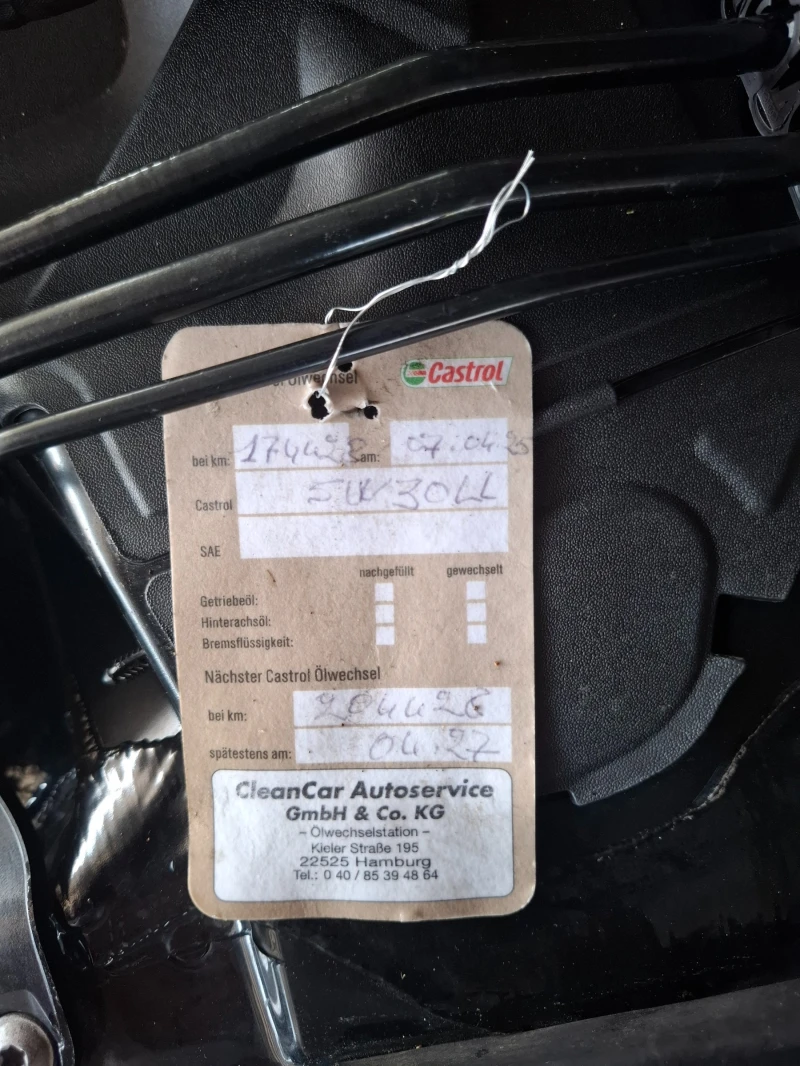 Ölwechsel
Castrol
bei km: 174428 am: 07.04.25
Castrol 5W30LL
SAE
nachgefüllt gewechselt
Getriebeöl:
Hinterachsöl:
Bremsflüssigkeit:
Nächster Castrol Ölwechsel
bei km: 204428
spätestens am: 04.27
CleanCar Autoservice
GmbH & Co. KG
– Ölwechselstation –
Kieler Straße 195
22525 Hamburg
Tel.: 0 40 / 85 39 48 64